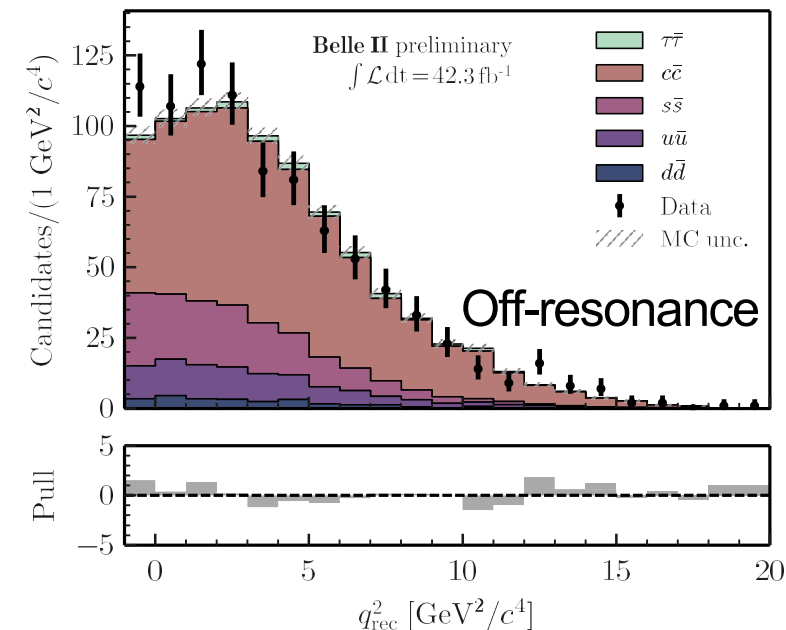 Belle II preliminary
∫ 𝓛 dt = 42.3 fb⁻¹
ττ̄
cc̄
ss̄
uū
dd̄
Data
MC unc.
Off-resonance
Candidates/(1 GeV²/c⁴)
125
100
75
50
25
0
Pull
5
0
−5
0 5 10 15 20
q²rec [GeV²/c⁴]